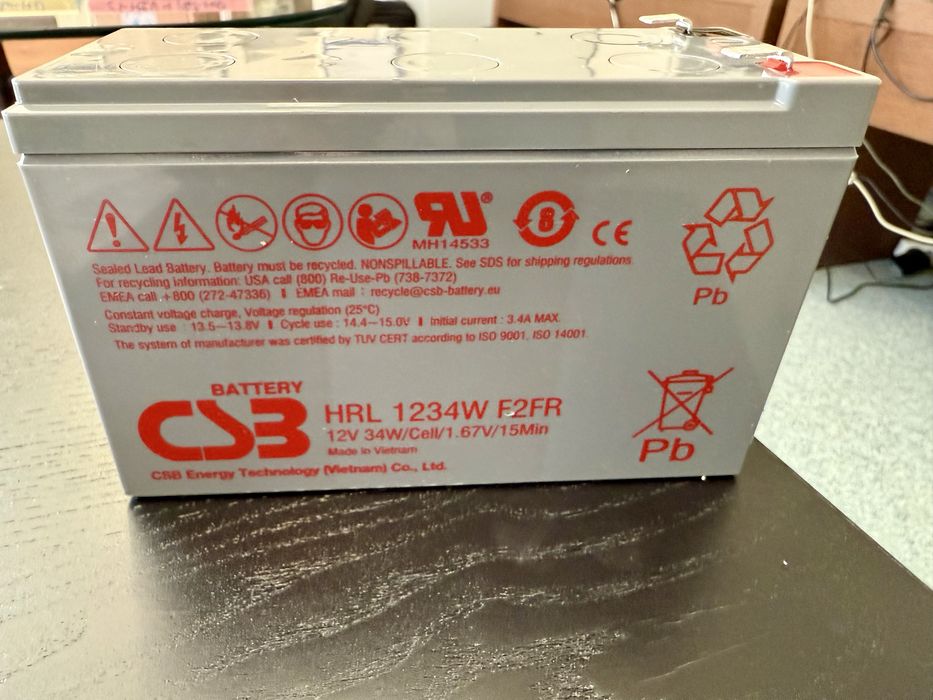 MH14533
8
CE
Sealed Lead Battery. Battery must be recycled. NONSPILLABLE. See SDS for shipping regulations.
For recycling information: USA call (800) Re-Use-Pb (738-7372)
EMEA call +800 (272-47336) ▮ EMEA mail : recycle@csb-battery.eu
Constant voltage charge, Voltage regulation (25°C)
Standby use : 13.5—13.8V ▮ Cycle use : 14.4—15.0V ▮ Initial current : 3.4A MAX.
The system of manufacturer was certified by TUV CERT according to ISO 9001, ISO 14001.
Pb
BATTERY
CSB
HRL 1234W F2FR
12V 34W/Cell/1.67V/15Min
Made in Vietnam
CSB Energy Technology (Vietnam) Co., Ltd.
Pb